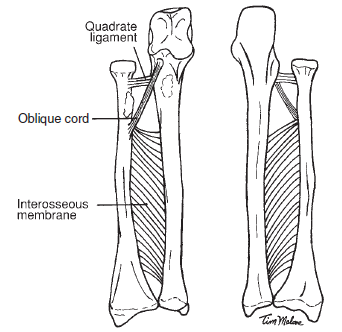 Quadrate
ligament
Oblique cord
Interosseous
membrane
Tim Malone